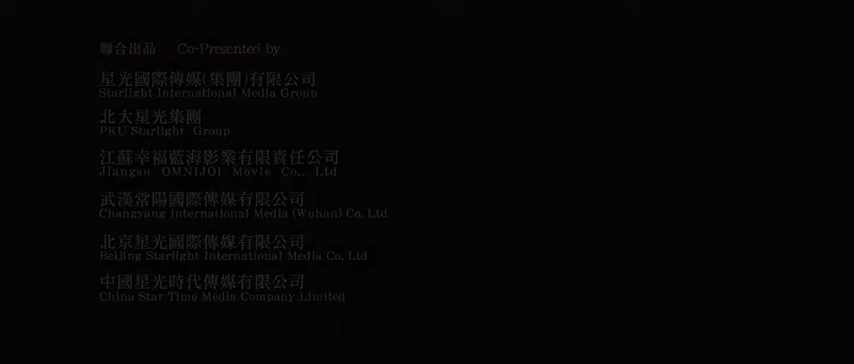 聯合出品 Co-Presented by
星光國際傳媒(集團)有限公司
Starlight International Media Group
北大星光集團
PKU Starlight Group
江蘇幸福藍海影業有限責任公司
Jiangsu OMNIJOI Movie Co., Ltd
武漢常陽國際傳媒有限公司
Changyang International Media (Wuhan) Co. Ltd
北京星光國際傳媒有限公司
Beijing Starlight International Media Co, Ltd
中國星光時代傳媒有限公司
China Star Time Media Company Limited